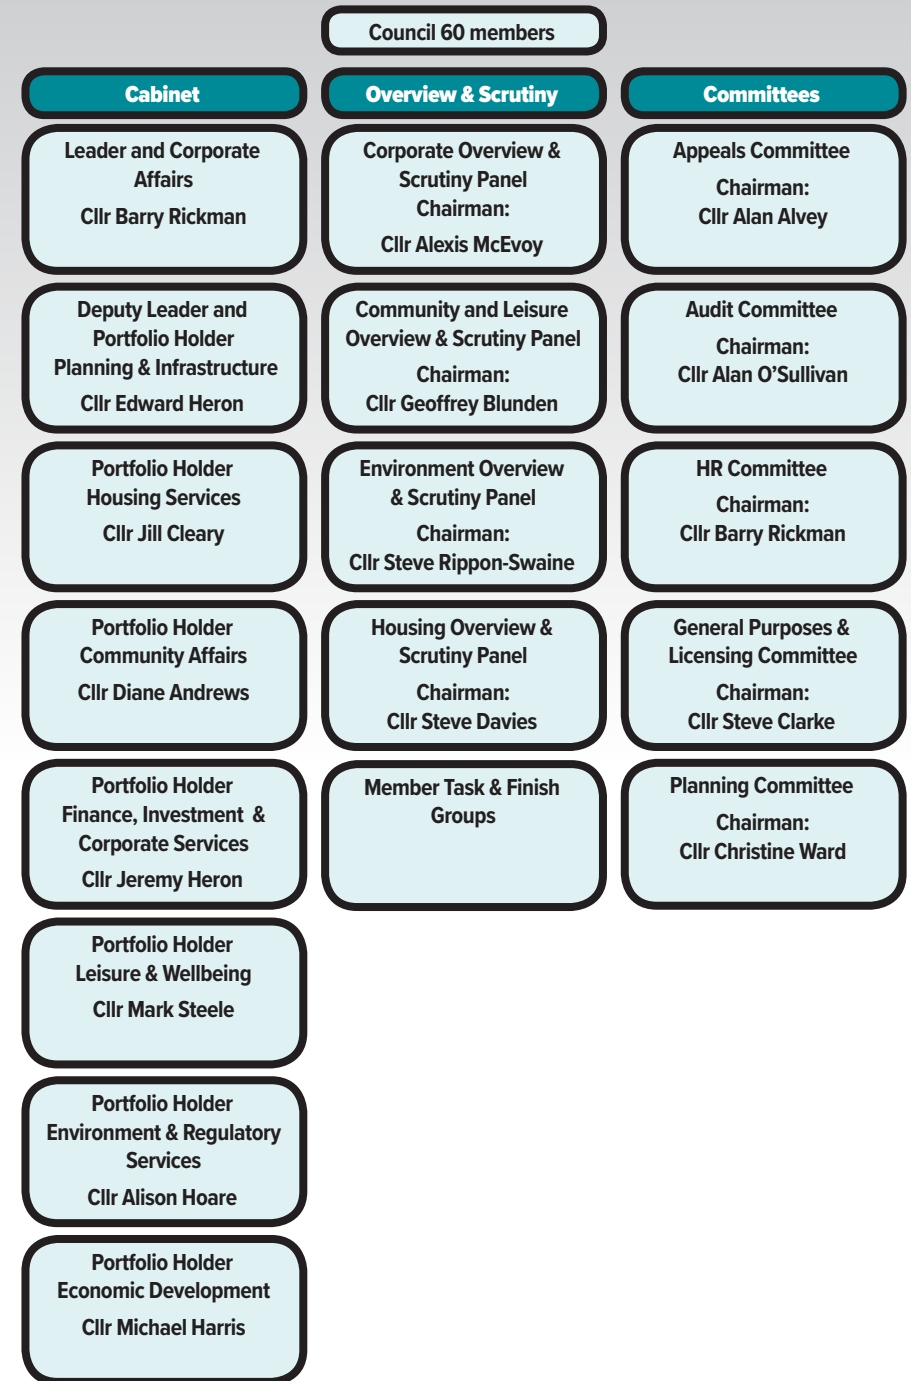 Council 60 members
Cabinet
Leader and Corporate
Affairs
Cllr Barry Rickman
Deputy Leader and
Portfolio Holder
Planning & Infrastructure
Cllr Edward Heron
Portfolio Holder
Housing Services
Cllr Jill Cleary
Portfolio Holder
Community Affairs
Cllr Diane Andrews
Portfolio Holder
Finance, Investment &
Corporate Services
Cllr Jeremy Heron
Portfolio Holder
Leisure & Wellbeing
Cllr Mark Steele
Portfolio Holder
Environment & Regulatory
Services
Cllr Alison Hoare
Portfolio Holder
Economic Development
Cllr Michael Harris
Overview & Scrutiny
Corporate Overview &
Scrutiny Panel
Chairman:
Cllr Alexis McEvoy
Community and Leisure
Overview & Scrutiny Panel
Chairman:
Cllr Geoffrey Blunden
Environment Overview
& Scrutiny Panel
Chairman:
Cllr Steve Rippon-Swaine
Housing Overview &
Scrutiny Panel
Chairman:
Cllr Steve Davies
Member Task & Finish
Groups
Committees
Appeals Committee
Chairman:
Cllr Alan Alvey
Audit Committee
Chairman:
Cllr Alan O’Sullivan
HR Committee
Chairman:
Cllr Barry Rickman
General Purposes &
Licensing Committee
Chairman:
Cllr Steve Clarke
Planning Committee
Chairman:
Cllr Christine Ward